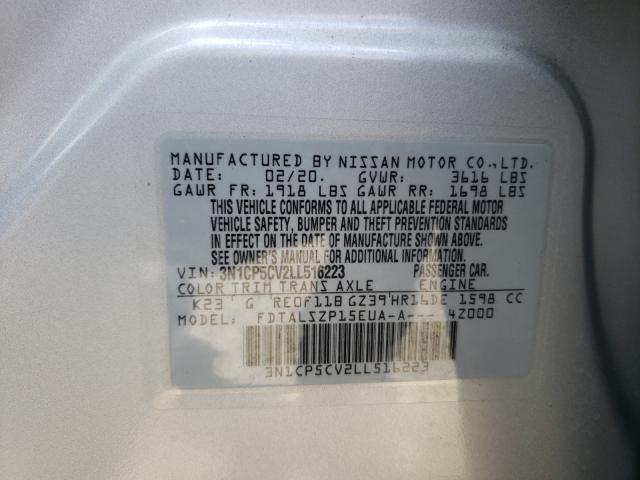 MANUFACTURED BY NISSAN MOTOR CO.,LTD.
DATE: 02/20. GVWR: 3616 LBS
GAWR FR: 1918 LBS GAWR RR: 1698 LBS
THIS VEHICLE CONFORMS TO ALL APPLICABLE FEDERAL MOTOR
VEHICLE SAFETY, BUMPER AND THEFT PREVENTION STANDARDS
IN EFFECT ON THE DATE OF MANUFACTURE SHOWN ABOVE.
SEE OWNER'S MANUAL FOR ADDITIONAL INFORMATION.
VIN: 3N1CP5CV2LL516223 PASSENGER CAR.
COLOR TRIM TRANS AXLE ENGINE
K23 G RE0F11B GZ39 HR16DE 1598 CC
MODEL: FDTALSZP15EUA-A--- 4Z000
3N1CP5CV2LL516223